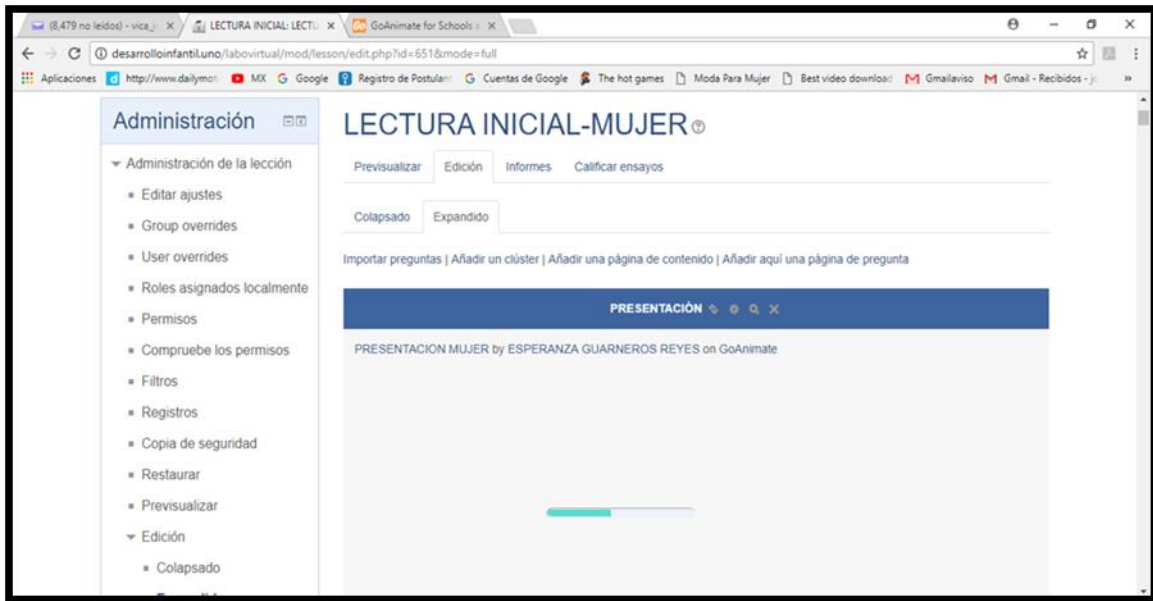 (8,479 no leídos) - vica_j
LECTURA INICIAL: LECTU
GoAnimate for Schools
desarrolloinfantil.uno/labovirtual/mod/lesson/edit.php?id=651&mode=full
Aplicaciones http://www.dailymot MX Google Registro de Postulan Cuentas de Google The hot games Moda Para Mujer Best video download Gmailaviso Gmail - Recibidos - jc »
Administración
Administración de la lección
Editar ajustes
Group overrides
User overrides
Roles asignados localmente
Permisos
Compruebe los permisos
Filtros
Registros
Copia de seguridad
Restaurar
Previsualizar
Edición
Colapsado
LECTURA INICIAL-MUJER
Previsualizar Edición Informes Calificar ensayos
Colapsado Expandido
Importar preguntas | Añadir un clúster | Añadir una página de contenido | Añadir aquí una página de pregunta
PRESENTACIÓN
PRESENTACION MUJER by ESPERANZA GUARNEROS REYES on GoAnimate